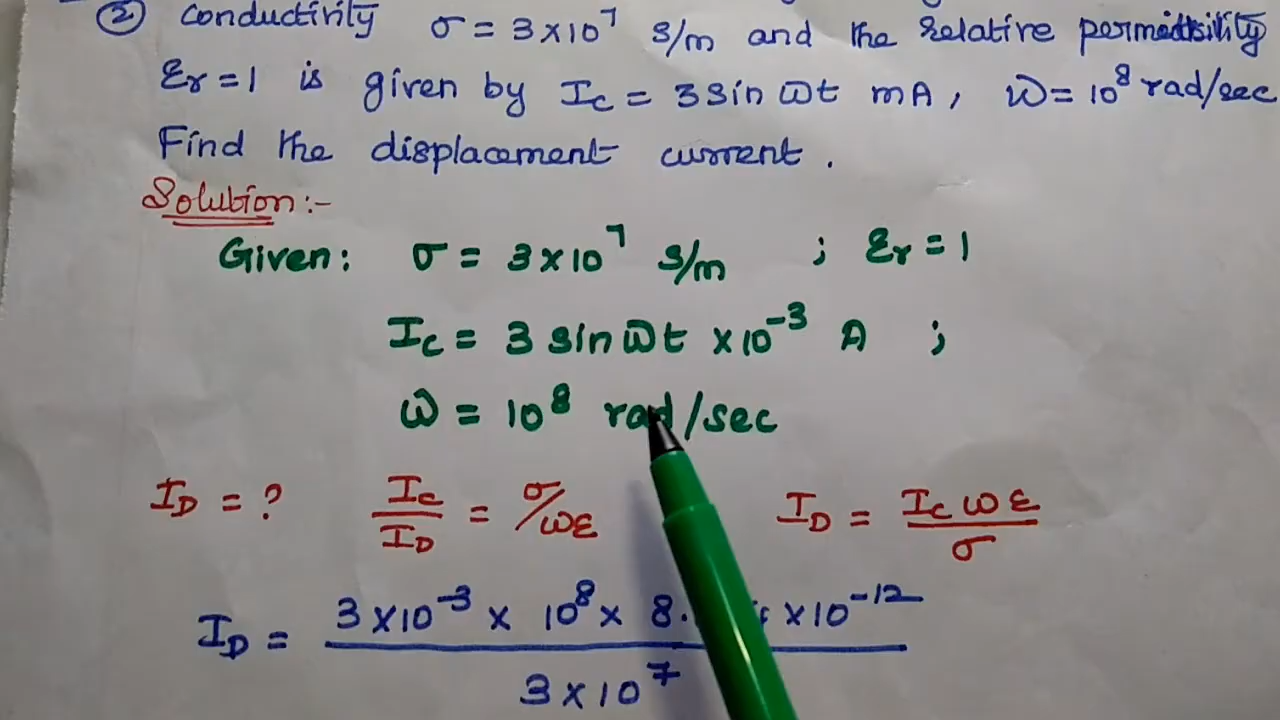 ② Conductivity σ = 3×10⁷ S/m and the relative permittivity
εr = 1 is given by Ic = 3 sin ωt mA, ω = 10⁸ rad/sec
Find the displacement current.
Solution:-
Given: σ = 3×10⁷ S/m ; εr = 1
Ic = 3 sin ωt ×10⁻³ A ;
ω = 10⁸ rad/sec
ID = ? Ic/ID = σ/ωε ID = Ic ωε/σ
ID = 3×10⁻³ × 10⁸ × 8. ×10⁻¹² / 3×10⁷